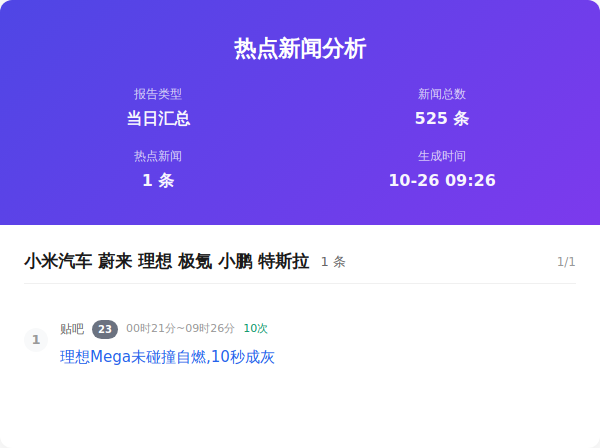 热点新闻分析
报告类型
当日汇总
新闻总数
525 条
热点新闻
1 条
生成时间
10-26 09:26
小米汽车 蔚来 理想 极氪 小鹏 特斯拉 1 条 1/1
1 贴吧 23 00时21分~09时26分 10次
理想Mega未碰撞自燃,10秒成灰